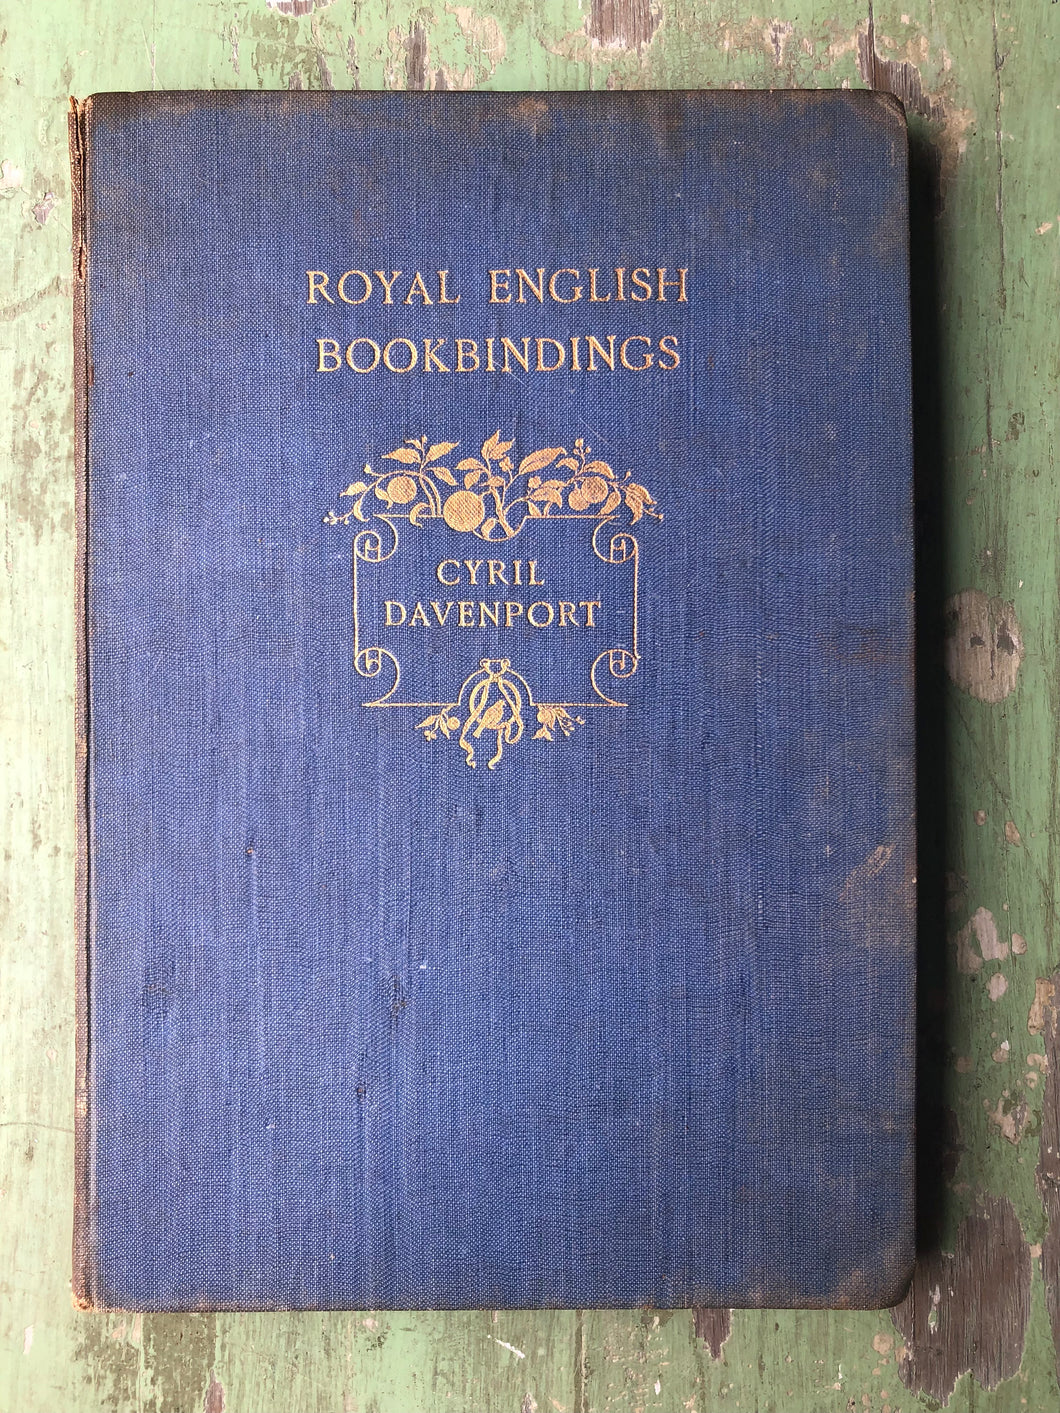 ROYAL ENGLISH
BOOKBINDINGS
CYRIL
DAVENPORT